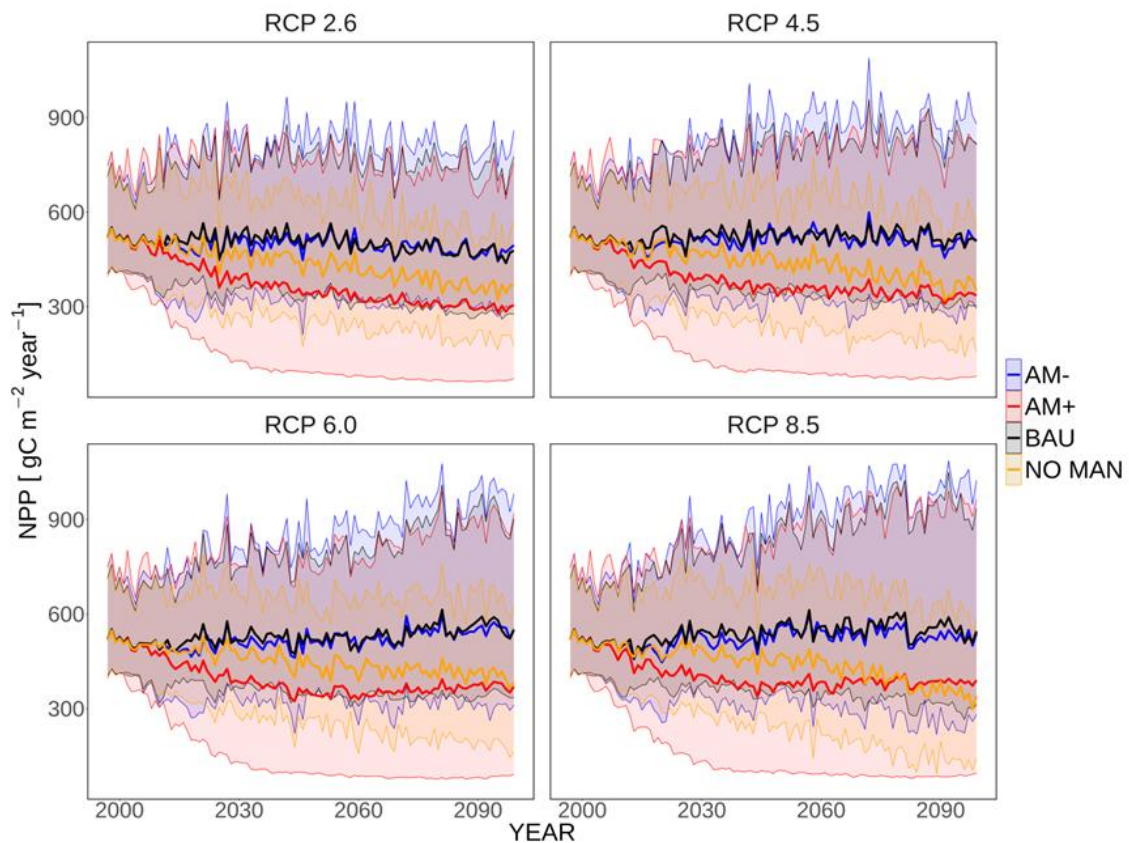 RCP 2.6
RCP 4.5
900
600
300
RCP 6.0
RCP 8.5
900
600
300
NPP [ gC m⁻² year⁻¹]
2000 2030 2060 2090
2000 2030 2060 2090
YEAR
AM-
AM+
BAU
NO MAN